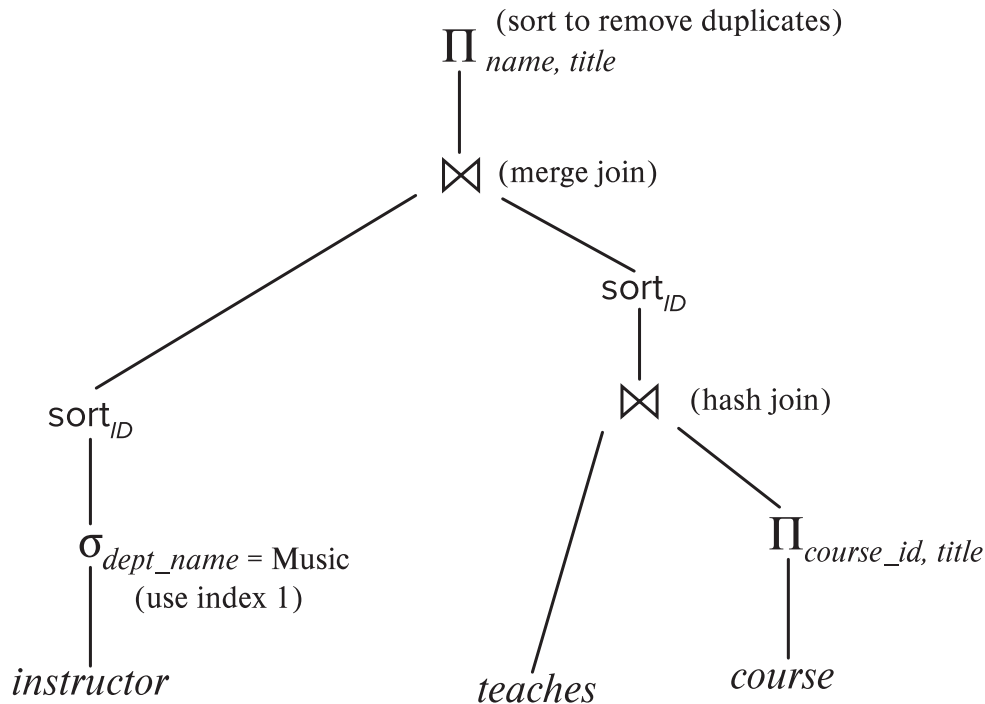 (sort to remove duplicates)
Π name, title
⋈ (merge join)
sort ID
⋈ (hash join)
sort ID
Π course_id, title
σ dept_name = Music
(use index 1)
instructor
teaches
course